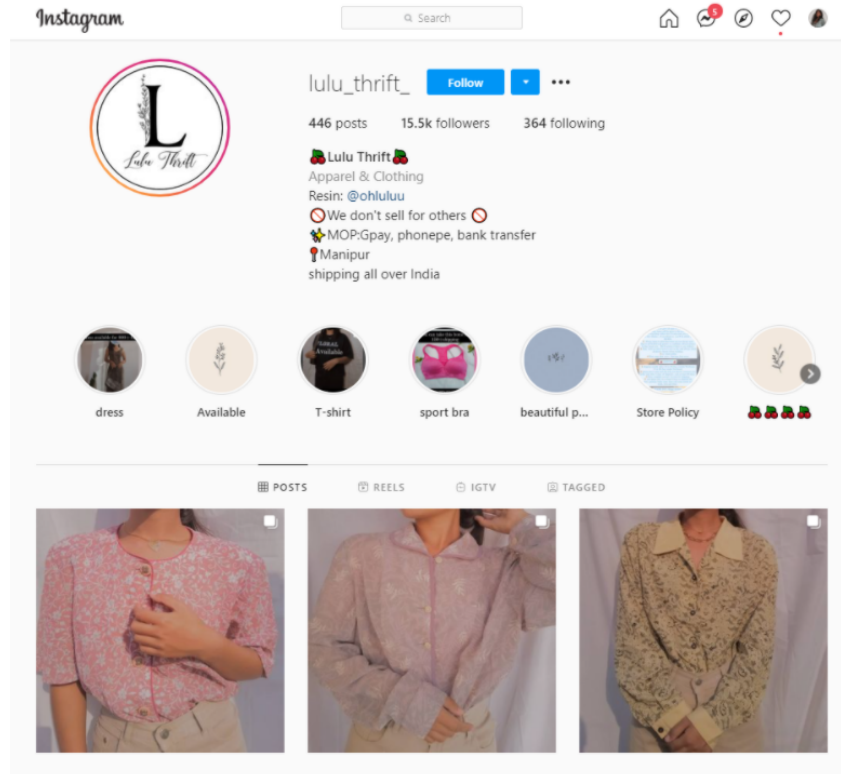 Instagram
Search
5
lulu_thrift_ Follow
446 posts 15.5k followers 364 following
🍒Lulu Thrift🍒
Apparel & Clothing
Resin: @ohluluu
🚫We don't sell for others 🚫
✨MOP:Gpay, phonepe, bank transfer
📍Manipur
shipping all over India
L
Lulu Thrift
dress Available T-shirt sport bra beautiful p... Store Policy 🍒🍒🍒🍒
POSTS REELS IGTV TAGGED